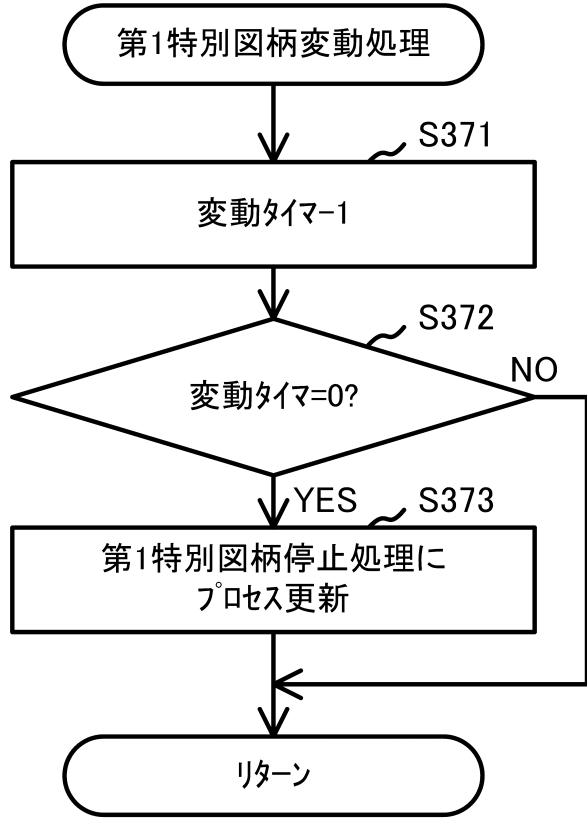 第1特別図柄変動処理
S371
変動ﾀｲﾏ-1
S372
変動ﾀｲﾏ=0?
NO
YES
S373
第1特別図柄停止処理に
ﾌﾟﾛｾｽ更新
ﾘﾀｰﾝ